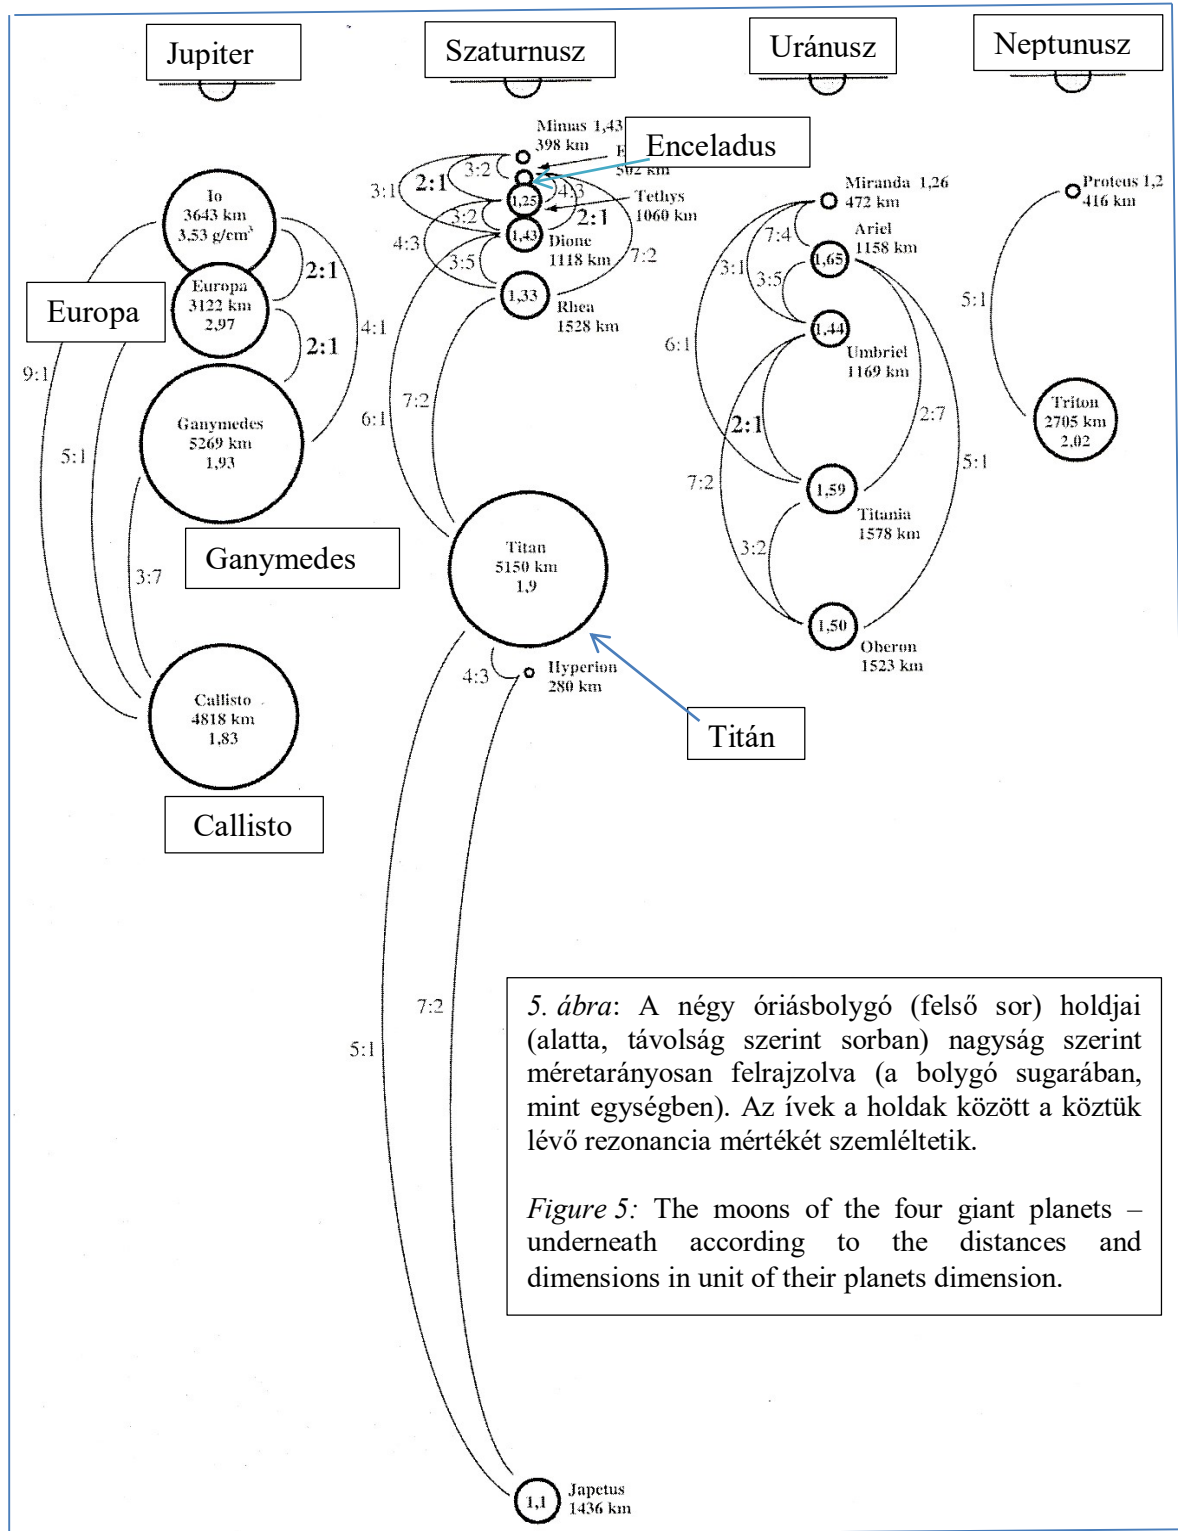 Jupiter
Szaturnusz
Uránusz
Neptunusz
Io
3643 km
3.53 g/cm³
Europa
3122 km
2,97
Europa
2:1
2:1
4:1
9:1
5:1
Ganymedes
5269 km
1,93
Ganymedes
3:7
Callisto
4818 km
1,83
Callisto
Mimas 1,43
398 km
E
502 km
Enceladus
3:2
2:1
3:1
4:3
1,25
Tethys
1060 km
3:2
2:1
1,43
Dione
1118 km
4:3
3:5
7:2
1,33
Rhea
1528 km
7:2
6:1
Titan
5150 km
1,9
Titán
4:3
Hyperion
280 km
7:2
5:1
1,1
Japetus
1436 km
Miranda 1,26
472 km
Ariel
1158 km
7:4
3:1
1,65
3:5
1,44
Umbriel
1169 km
6:1
2:1
2:7
5:1
7:2
1,59
Titania
1578 km
3:2
1,50
Oberon
1523 km
Proteus 1,2
416 km
5:1
Triton
2705 km
2,02
5. ábra: A négy óriásbolygó (felső sor) holdjai
(alatta, távolság szerint sorban) nagyság szerint
méretarányosan felrajzolva (a bolygó sugarában,
mint egységben). Az ívek a holdak között a köztük
lévő rezonancia mértékét szemléltetik.
Figure 5: The moons of the four giant planets –
underneath according to the distances and
dimensions in unit of their planets dimension.